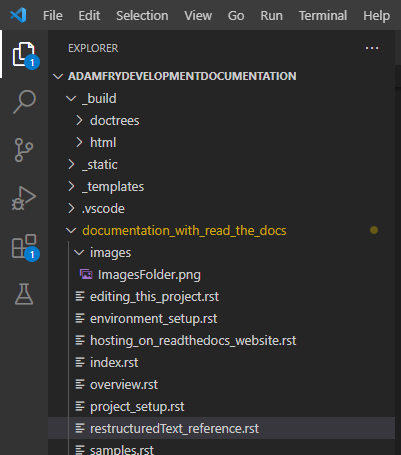 File Edit Selection View Go Run Terminal Help
EXPLORER
ADAMFRYDEVELOPMENTDOCUMENTATION
_build
doctrees
html
_static
_templates
.vscode
documentation_with_read_the_docs
images
ImagesFolder.png
editing_this_project.rst
environment_setup.rst
hosting_on_readthedocs_website.rst
index.rst
overview.rst
project_setup.rst
restructuredText_reference.rst
samples.rst
1
1